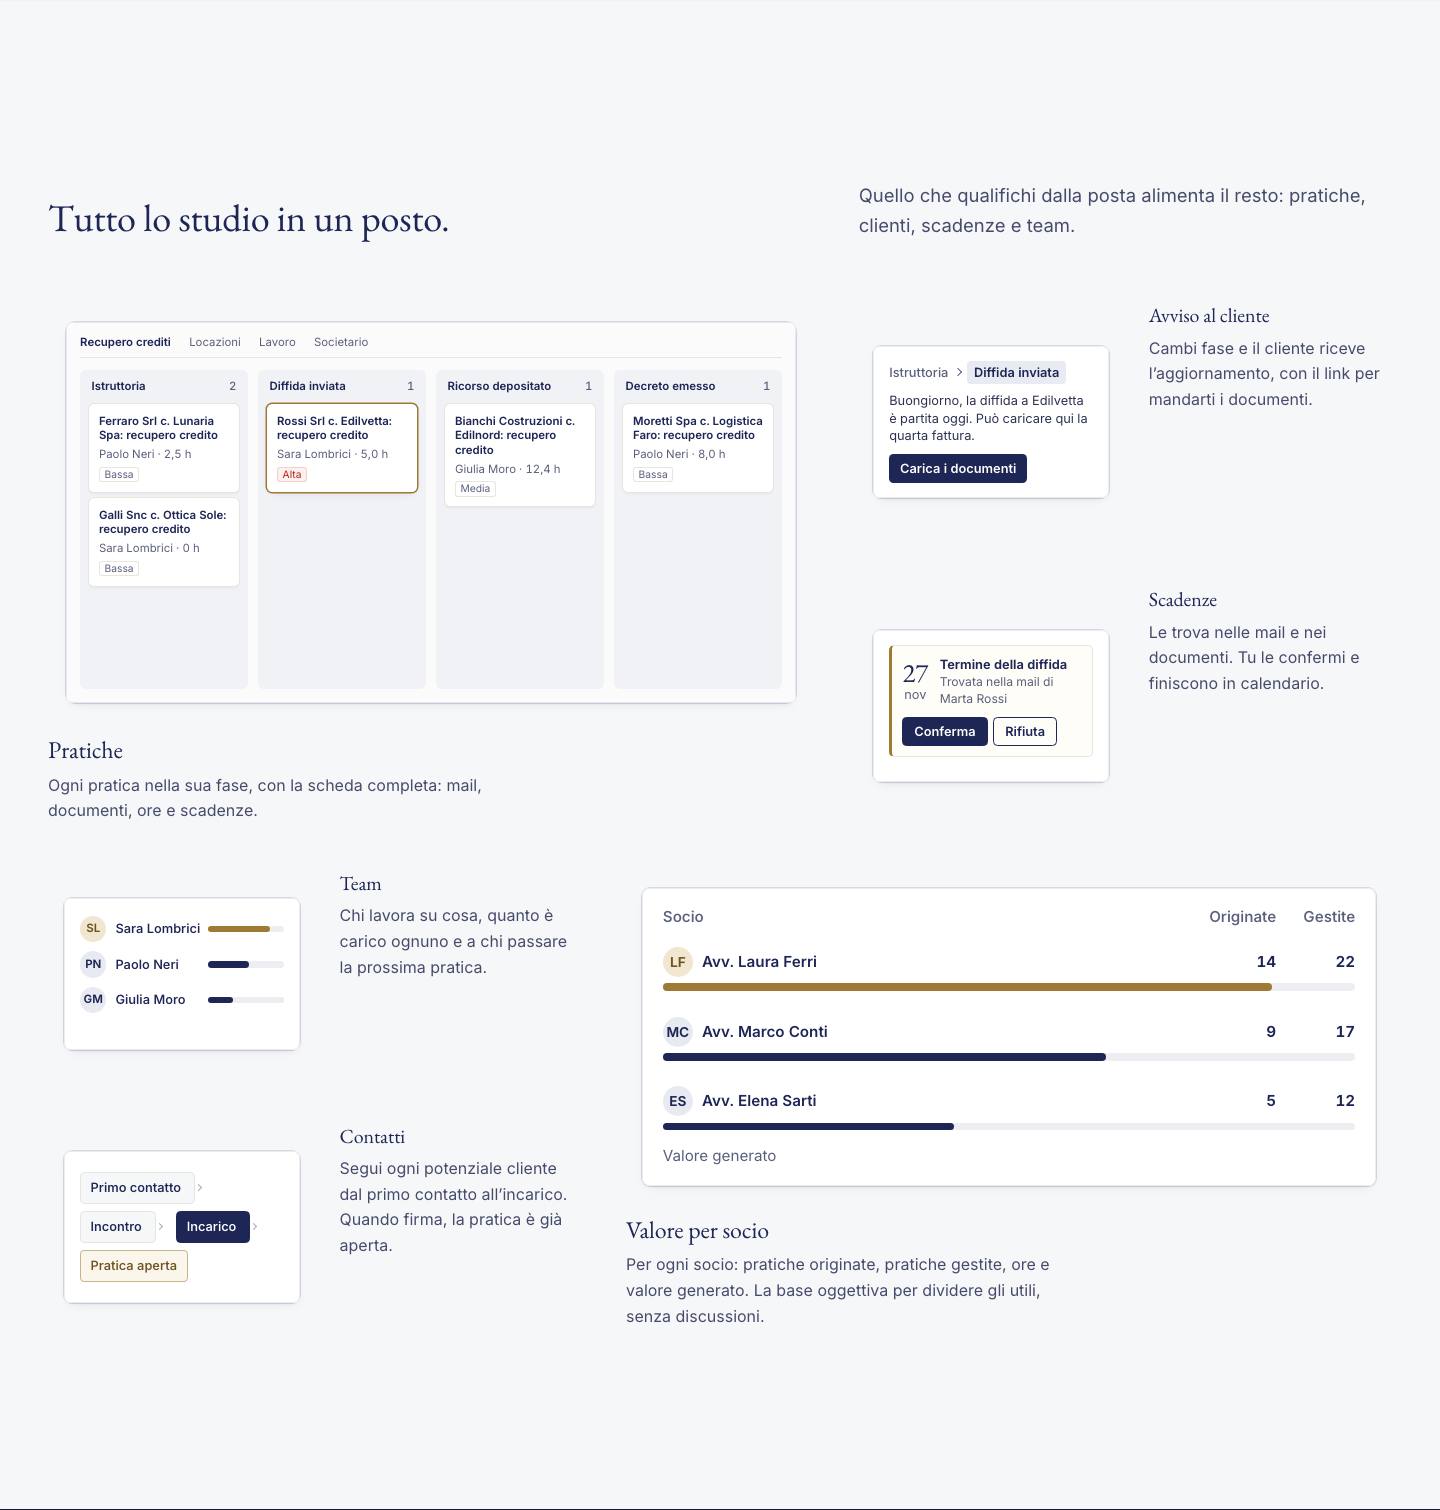 Tutto lo studio in un posto.
Quello che qualifichi dalla posta alimenta il resto: pratiche,
clienti, scadenze e team.
Recupero crediti Locazioni Lavoro Societario
Istruttoria 2
Ferraro Srl c. Lunaria
Spa: recupero credito
Paolo Neri · 2,5 h
Bassa
Galli Snc c. Ottica Sole:
recupero credito
Sara Lombrici · 0 h
Bassa
Diffida inviata 1
Rossi Srl c. Edilvetta:
recupero credito
Sara Lombrici · 5,0 h
Alta
Ricorso depositato 1
Bianchi Costruzioni c.
Edilnord: recupero
credito
Giulia Moro · 12,4 h
Media
Decreto emesso 1
Moretti Spa c. Logistica
Faro: recupero credito
Paolo Neri · 8,0 h
Bassa
Pratiche
Ogni pratica nella sua fase, con la scheda completa: mail,
documenti, ore e scadenze.
Istruttoria > Diffida inviata
Buongiorno, la diffida a Edilvetta
è partita oggi. Può caricare qui la
quarta fattura.
Carica i documenti
Avviso al cliente
Cambi fase e il cliente riceve
l’aggiornamento, con il link per
mandarti i documenti.
27
nov
Termine della diffida
Trovata nella mail di
Marta Rossi
Conferma Rifiuta
Scadenze
Le trova nelle mail e nei
documenti. Tu le confermi e
finiscono in calendario.
SL Sara Lombrici
PN Paolo Neri
GM Giulia Moro
Team
Chi lavora su cosa, quanto è
carico ognuno e a chi passare
la prossima pratica.
Primo contatto >
Incontro > Incarico >
Pratica aperta
Contatti
Segui ogni potenziale cliente
dal primo contatto all’incarico.
Quando firma, la pratica è già
aperta.
Socio Originate Gestite
LF Avv. Laura Ferri 14 22
MC Avv. Marco Conti 9 17
ES Avv. Elena Sarti 5 12
Valore generato
Valore per socio
Per ogni socio: pratiche originate, pratiche gestite, ore e
valore generato. La base oggettiva per dividere gli utili,
senza discussioni.